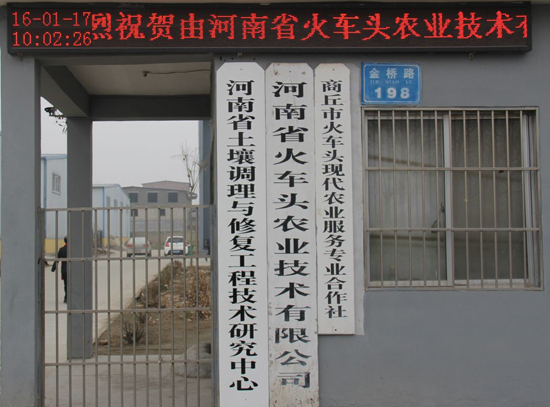 16-01-17
10:02:26
烈祝贺由河南省火车头农业技术有
金桥路
198
商丘市火车头现代农业服务专业合作社
河南省火车头农业技术有限公司
河南省土壤调理与修复工程技术研究中心